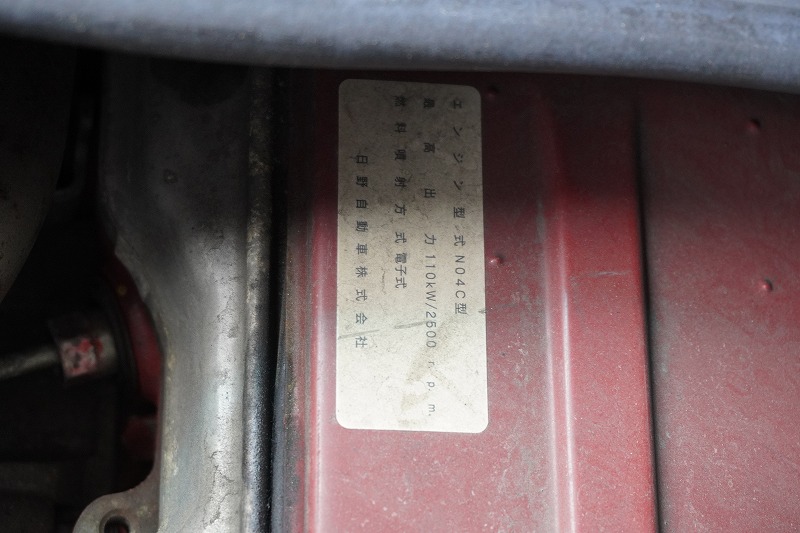 エンジン型式 N04C型
最高出力 110kW/2500 r.p.m.
燃料噴射方式 電子式
日野自動車株式会社